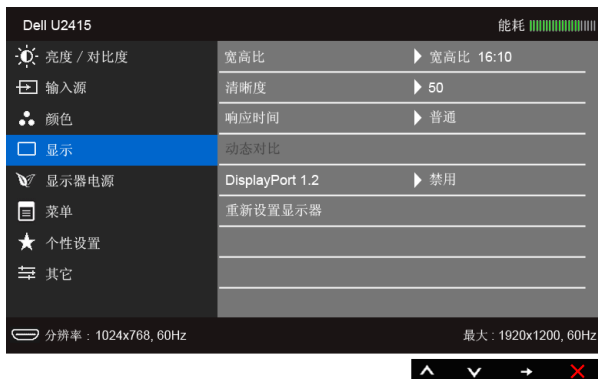 Dell U2415 能耗
亮度 / 对比度 宽高比 宽高比 16:10
输入源 清晰度 50
颜色 响应时间 普通
显示 动态对比
显示器电源 DisplayPort 1.2 禁用
菜单 重新设置显示器
个性设置
其它
分辨率 : 1024x768, 60Hz 最大 : 1920x1200, 60Hz